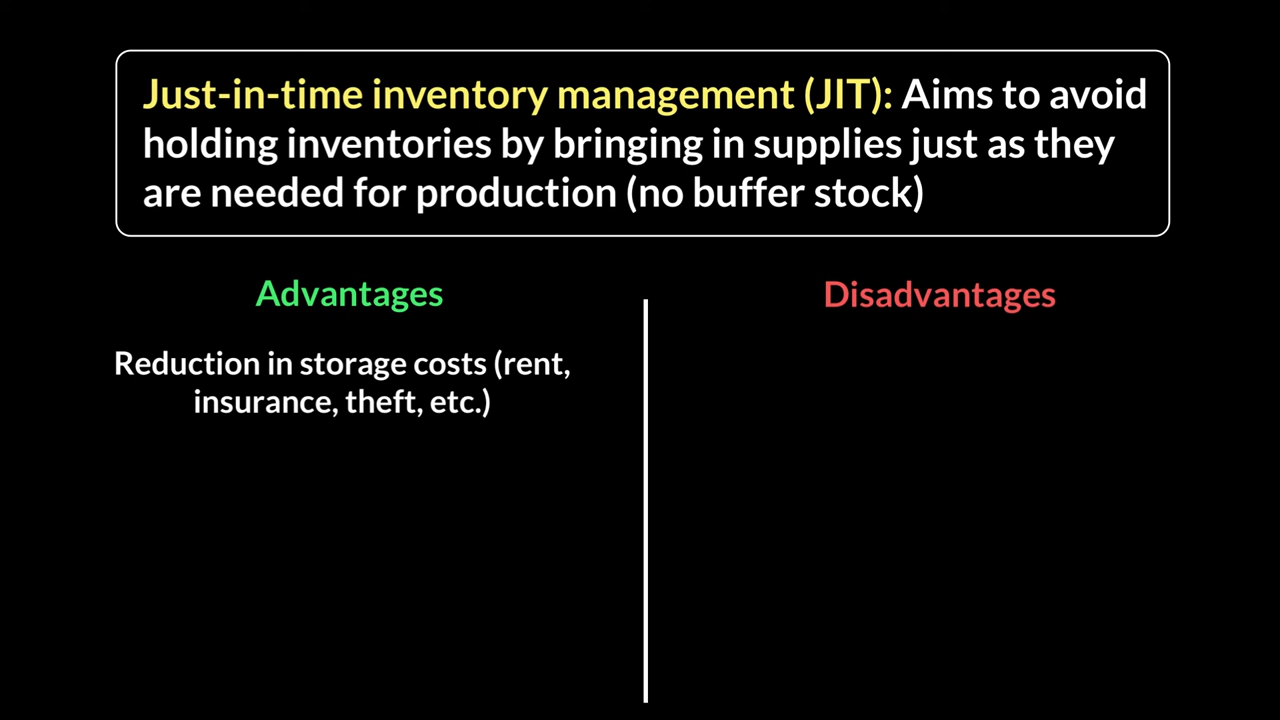 Just-in-time inventory management (JIT): Aims to avoid
holding inventories by bringing in supplies just as they
are needed for production (no buffer stock)
Advantages
Reduction in storage costs (rent,
insurance, theft, etc.)
Disadvantages